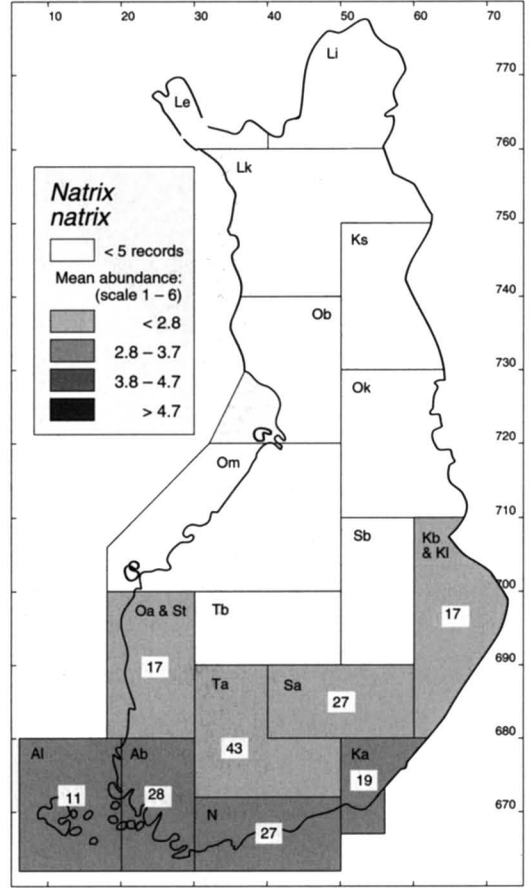 10 20 30 40 50 60 70
Li
770
Le
Lk
Natrix
natrix
< 5 records
Mean abundance:
(scale 1 – 6)
< 2.8
2.8 – 3.7
3.8 – 4.7
> 4.7
750
Ks
740
Ob
730
Ok
720
Om
710
Sb
Kb
& Kl
700
Oa & St
Tb
17
690
17
Ta
Sa
27
680
43
Al
Ab
Ka
19
11
28
670
N
27